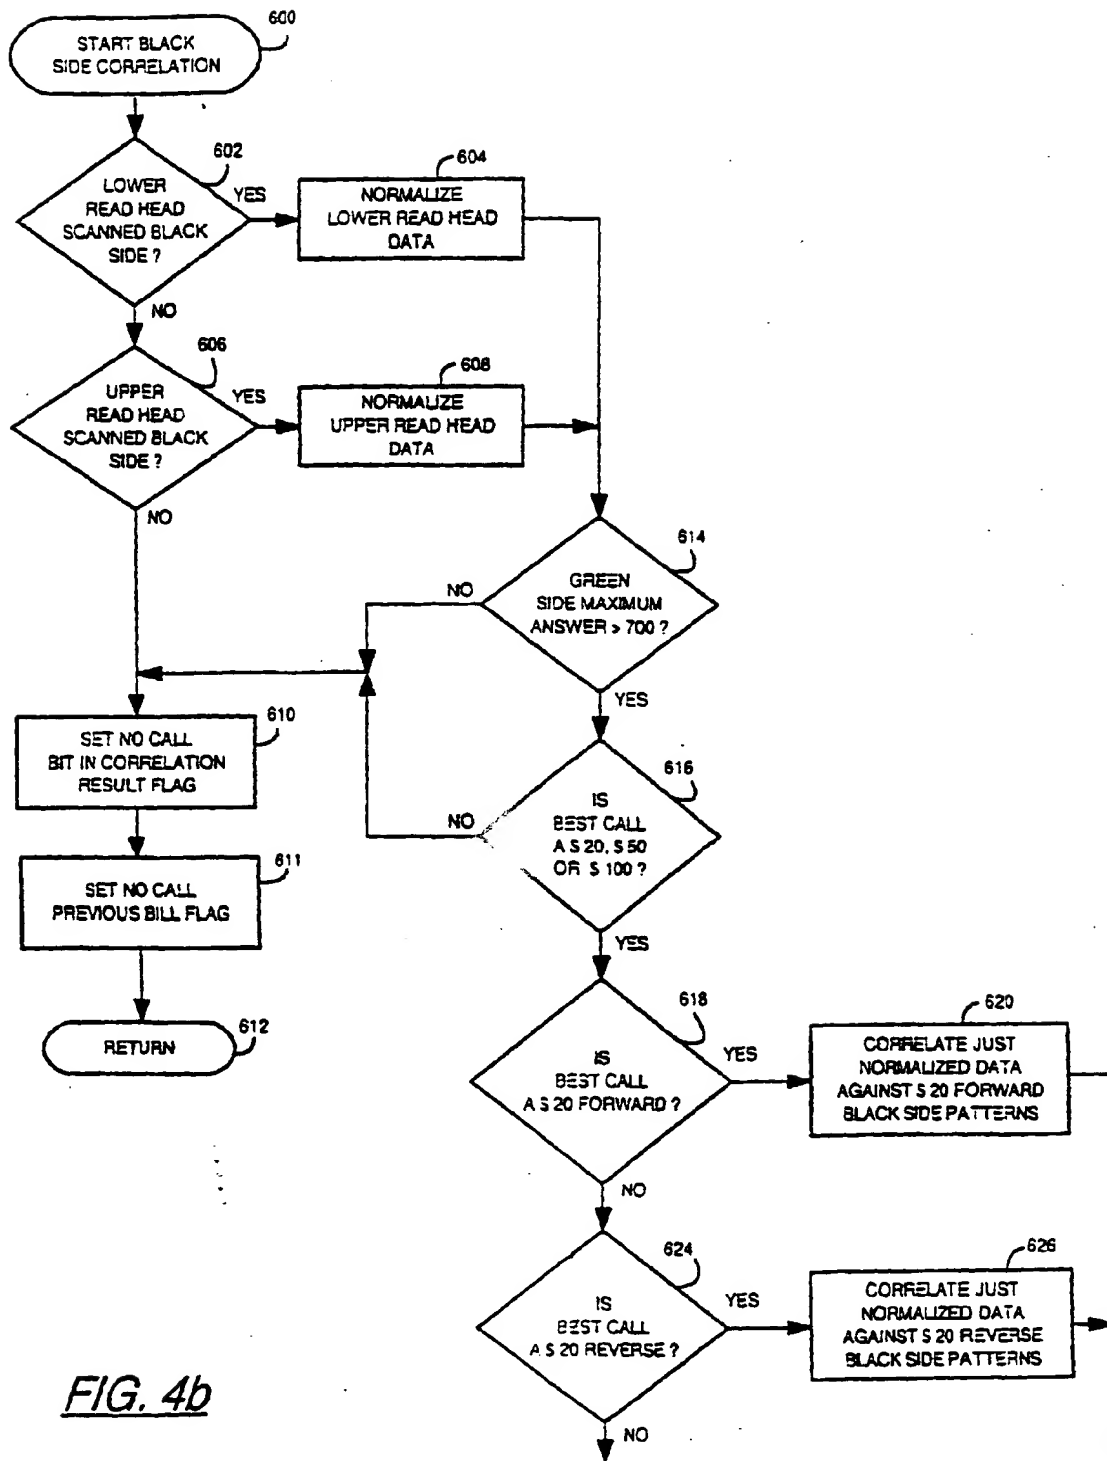 600
START BLACK
SIDE CORRELATION
602
LOWER
READ HEAD
SCANNED BLACK
SIDE ?
YES
NO
604
NORMALIZE
LOWER READ HEAD
DATA
606
UPPER
READ HEAD
SCANNED BLACK
SIDE ?
YES
NO
608
NORMALIZE
UPPER READ HEAD
DATA
614
GREEN
SIDE MAXIMUM
ANSWER > 700 ?
NO
YES
610
SET NO CALL
BIT IN CORRELATION
RESULT FLAG
616
IS
BEST CALL
A $ 20, $ 50
OR $ 100 ?
NO
YES
611
SET NO CALL
PREVIOUS BILL FLAG
612
RETURN
618
IS
BEST CALL
A $ 20 FORWARD ?
YES
NO
620
CORRELATE JUST
NORMALIZED DATA
AGAINST $ 20 FORWARD
BLACK SIDE PATTERNS
624
IS
BEST CALL
A $ 20 REVERSE ?
YES
NO
626
CORRELATE JUST
NORMALIZED DATA
AGAINST $ 20 REVERSE
BLACK SIDE PATTERNS
FIG. 4b